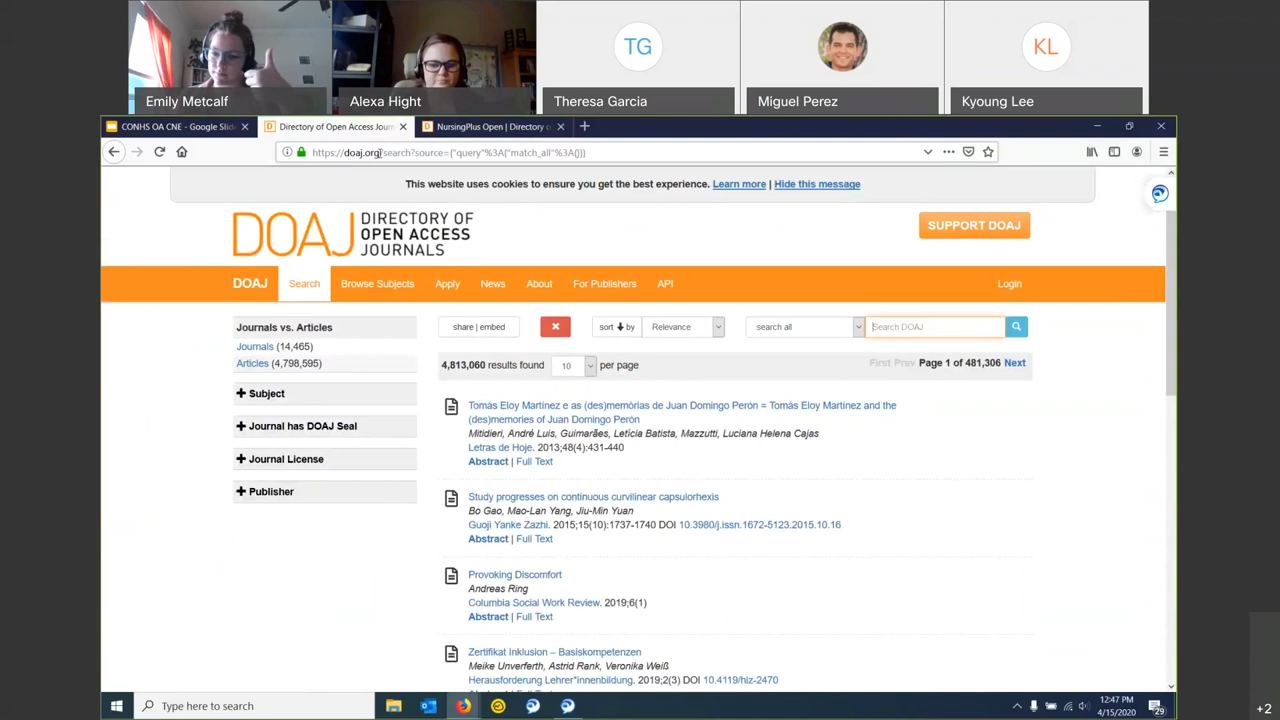 TG
KL
Emily Metcalf
Alexa Hight
Theresa Garcia
Miguel Perez
Kyoung Lee
CONHS OA CNE - Google Slid
Directory of Open Access Journ
NursingPlus Open | Directory o
https://doaj.org/search?source={"query"%3A{"match_all"%3A{}}}
This website uses cookies to ensure you get the best experience. Learn more | Hide this message
DOAJ
DIRECTORY OF
OPEN ACCESS
JOURNALS
SUPPORT DOAJ
DOAJ Search Browse Subjects Apply News About For Publishers API Login
Journals vs. Articles
Journals (14,465)
Articles (4,798,595)
Subject
Journal has DOAJ Seal
Journal License
Publisher
share | embed
sort by Relevance
search all
Search DOAJ
4,813,060 results found 10 per page
First Prev Page 1 of 481,306 Next
Tomás Eloy Martínez e as (des)memórias de Juan Domingo Perón = Tomás Eloy Martínez and the
(des)memories of Juan Domingo Perón
Mitidieri, André Luis, Guimarães, Letícia Batista, Mazzutti, Luciana Helena Cajas
Letras de Hoje. 2013;48(4):431-440
Abstract | Full Text
Study progresses on continuous curvilinear capsulorhexis
Bo Gao, Mao-Lan Yang, Jiu-Min Yuan
Guoji Yanke Zazhi. 2015;15(10):1737-1740 DOI 10.3980/j.issn.1672-5123.2015.10.16
Abstract | Full Text
Provoking Discomfort
Andreas Ring
Columbia Social Work Review. 2019;6(1)
Abstract | Full Text
Zertifikat Inklusion – Basiskompetenzen
Meike Unverferth, Astrid Rank, Veronika Weiß
Herausforderung Lehrer*innenbildung. 2019;2(3) DOI 10.4119/hlz-2470
Type here to search
12:47 PM
4/15/2020
29
+2